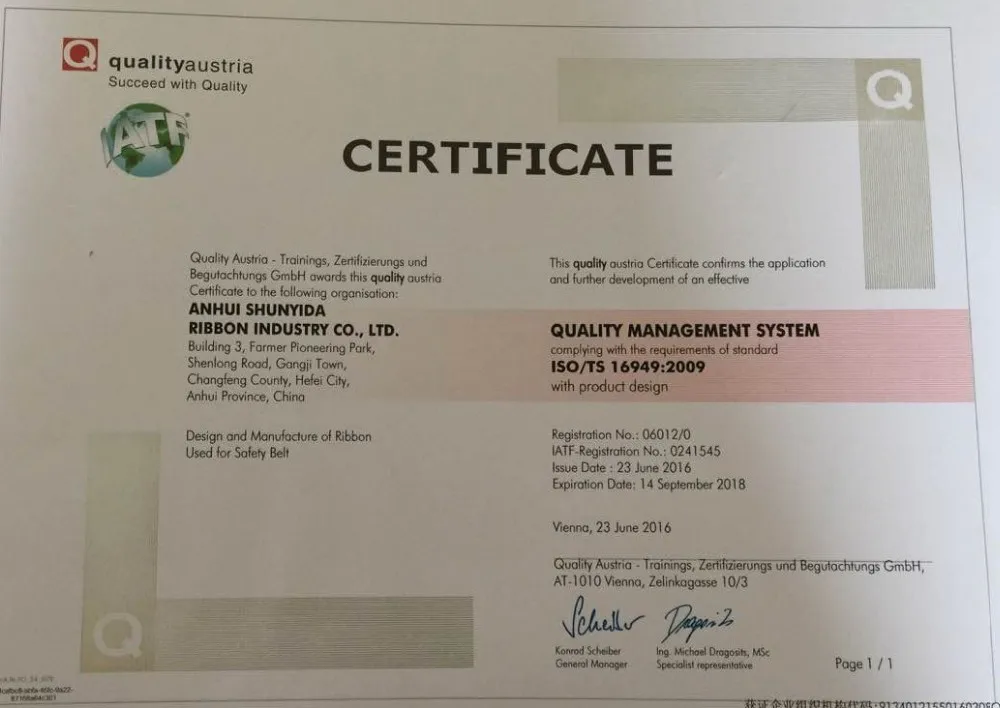 Q
qualityaustria
Succeed with Quality
IATF
Q
CERTIFICATE
Quality Austria - Trainings, Zertifizierungs und
Begutachtungs GmbH awards this quality austria
Certificate to the following organisation:
ANHUI SHUNYIDA
RIBBON INDUSTRY CO., LTD.
Building 3, Farmer Pioneering Park,
Shenlong Road, Gangji Town,
Changfeng County, Hefei City,
Anhui Province, China
Design and Manufacture of Ribbon
Used for Safety Belt
This quality austria Certificate confirms the application
and further development of an effective
QUALITY MANAGEMENT SYSTEM
complying with the requirements of standard
ISO/TS 16949:2009
with product design
Registration No.: 06012/0
IATF-Registration No.: 0241545
Issue Date : 23 June 2016
Expiration Date: 14 September 2018
Vienna, 23 June 2016
Quality Austria - Trainings, Zertifizierungs und Begutachtungs GmbH,
AT-1010 Vienna, Zelinkagasse 10/3
Scheiber Dragosits
Konrad Scheiber
General Manager
Ing. Michael Dragosits, MSc
Specialist representative
Page 1 / 1
Q